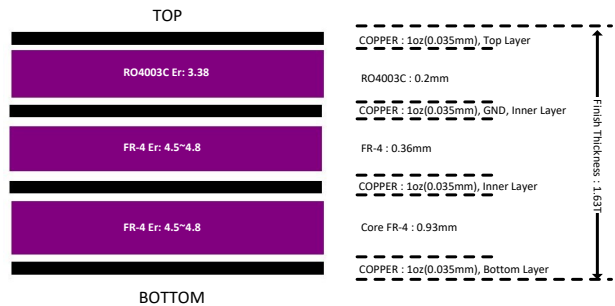 TOP
COPPER : 1oz(0.035mm), Top Layer
RO4003C Er: 3.38
RO4003C : 0.2mm
COPPER : 1oz(0.035mm), GND, Inner Layer
FR-4 Er: 4.5~4.8
FR-4 : 0.36mm
COPPER : 1oz(0.035mm), Inner Layer
FR-4 Er: 4.5~4.8
Core FR-4 : 0.93mm
COPPER : 1oz(0.035mm), Bottom Layer
Finish Thickness : 1.63T
BOTTOM